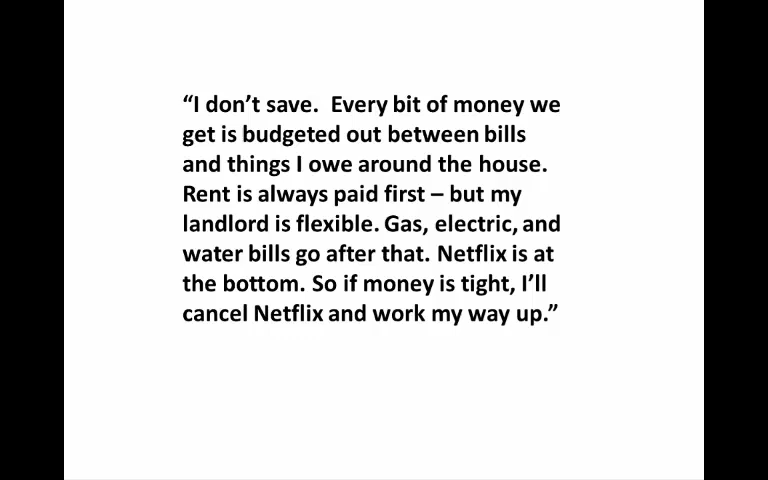 “I don’t save.  Every bit of money we
get is budgeted out between bills
and things I owe around the house.
Rent is always paid first – but my
landlord is flexible. Gas, electric, and
water bills go after that. Netflix is at
the bottom. So if money is tight, I’ll
cancel Netflix and work my way up.”